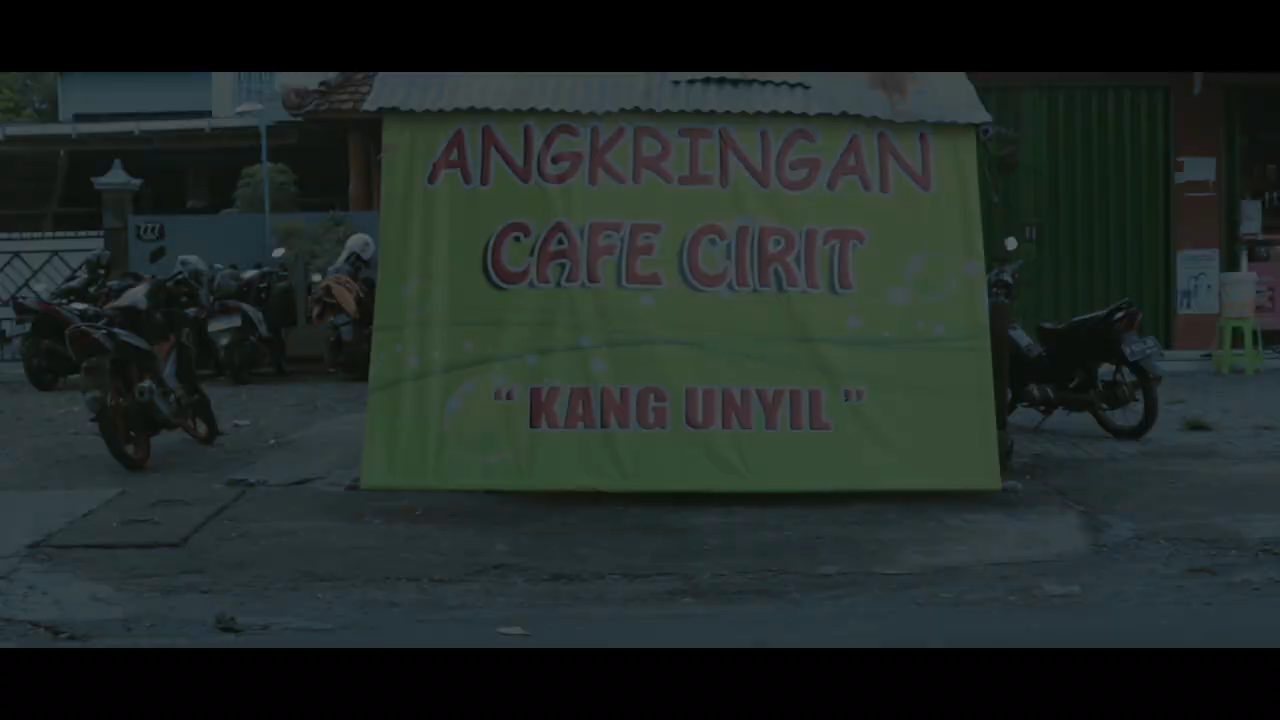 ANGKRINGAN
CAFE CIRIT
“ KANG UNYIL ”